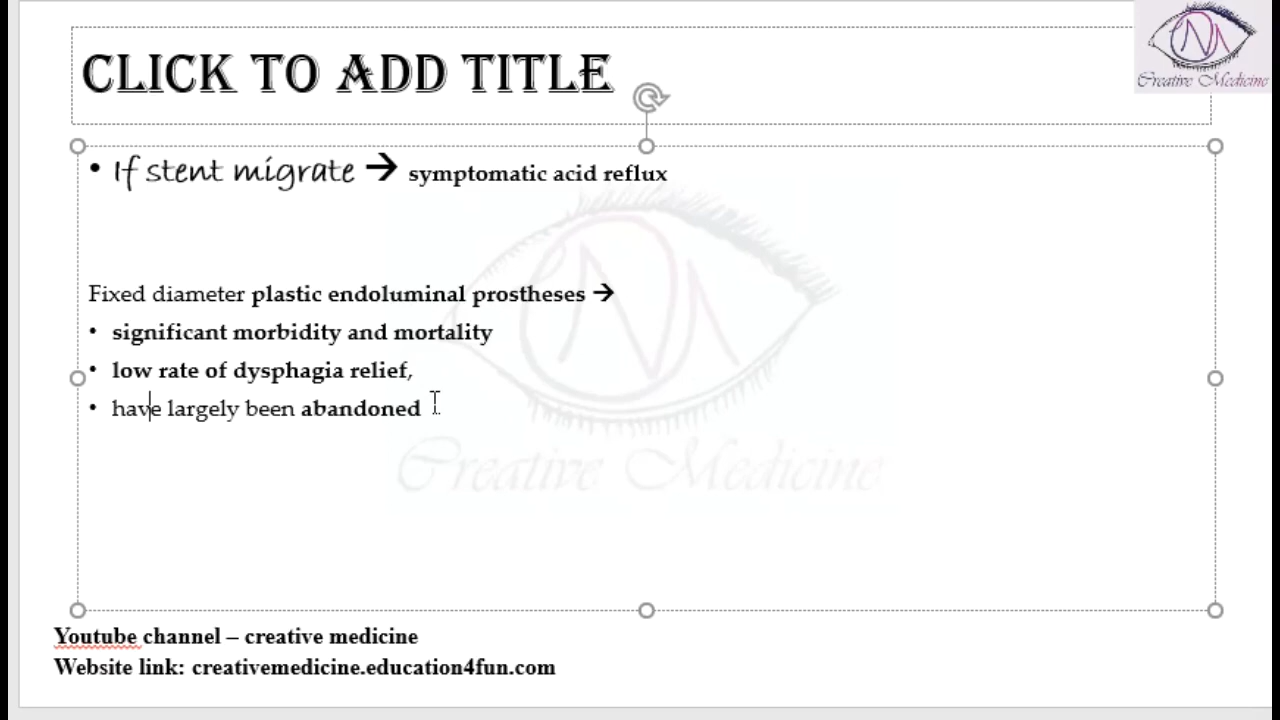 CLICK TO ADD TITLE
Creative Medicine
• If stent migrate → symptomatic acid reflux
Fixed diameter plastic endoluminal prostheses →
• significant morbidity and mortality
• low rate of dysphagia relief,
• have largely been abandoned
Creative Medicine
Youtube channel – creative medicine
Website link: creativemedicine.education4fun.com